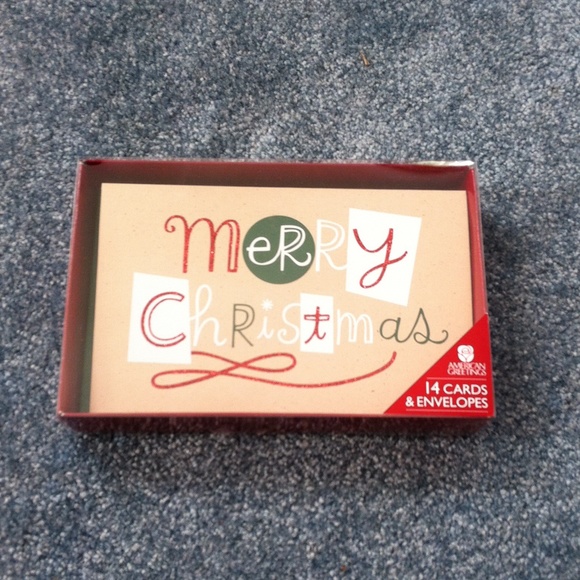 meRRy
ChRistmas
AMERICAN
GREETINGS
14 CARDS
& ENVELOPES